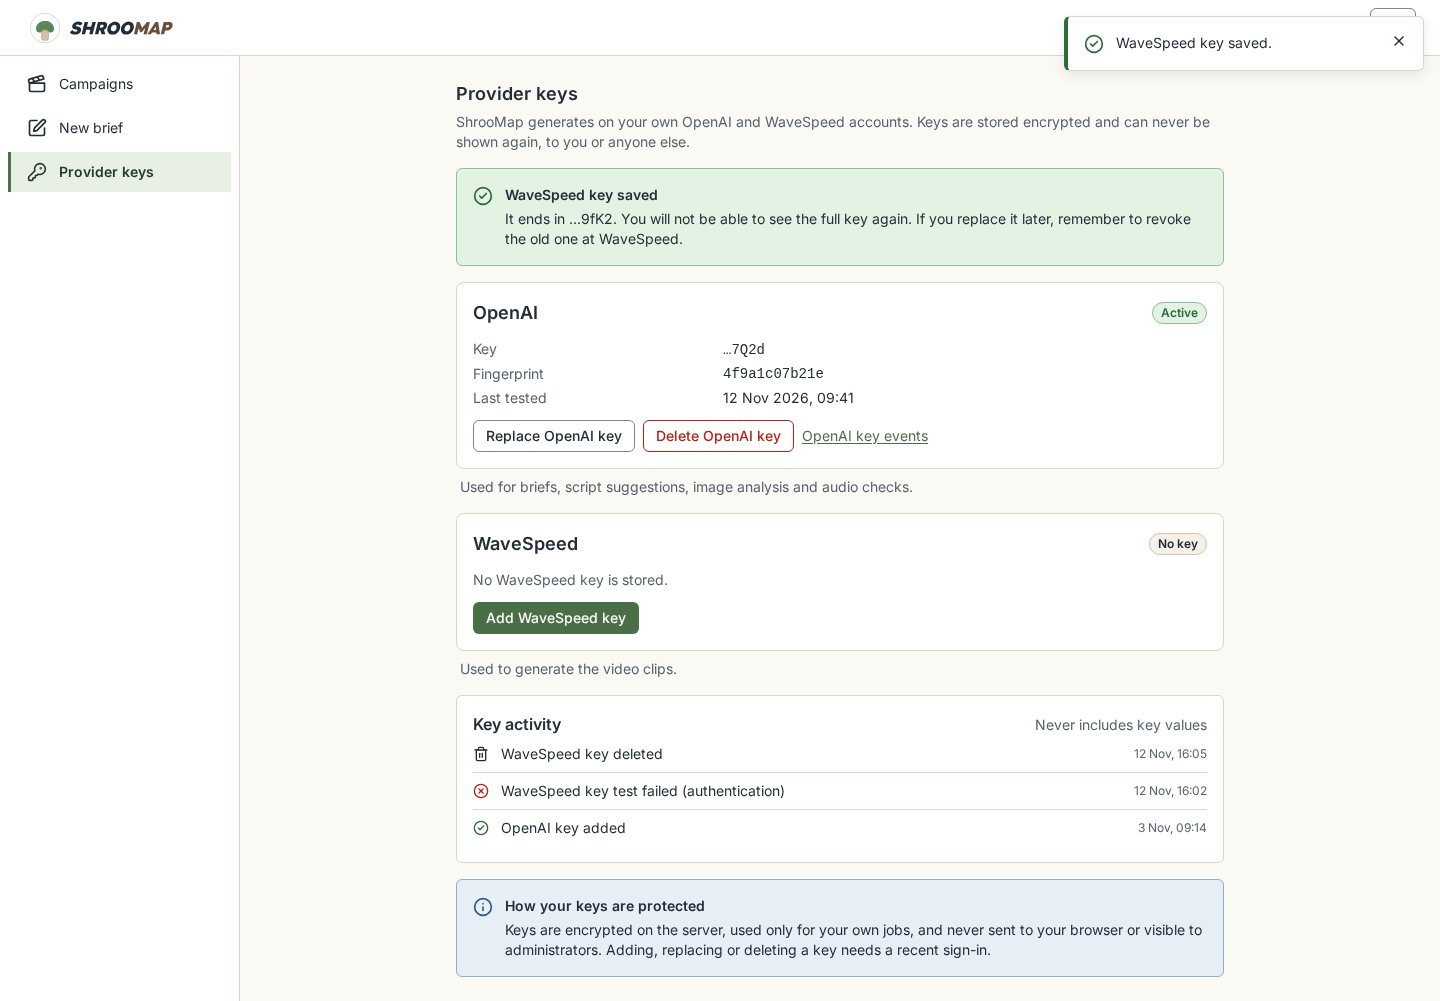 SHROOMAP
WaveSpeed key saved.
Campaigns
New brief
Provider keys
Provider keys
ShrooMap generates on your own OpenAI and WaveSpeed accounts. Keys are stored encrypted and can never be
shown again, to you or anyone else.
WaveSpeed key saved
It ends in ...9fK2. You will not be able to see the full key again. If you replace it later, remember to revoke
the old one at WaveSpeed.
OpenAI
Active
Key
…7Q2d
Fingerprint
4f9a1c07b21e
Last tested
12 Nov 2026, 09:41
Replace OpenAI key
Delete OpenAI key
OpenAI key events
Used for briefs, script suggestions, image analysis and audio checks.
WaveSpeed
No key
No WaveSpeed key is stored.
Add WaveSpeed key
Used to generate the video clips.
Key activity
Never includes key values
WaveSpeed key deleted
12 Nov, 16:05
WaveSpeed key test failed (authentication)
12 Nov, 16:02
OpenAI key added
3 Nov, 09:14
How your keys are protected
Keys are encrypted on the server, used only for your own jobs, and never sent to your browser or visible to
administrators. Adding, replacing or deleting a key needs a recent sign-in.